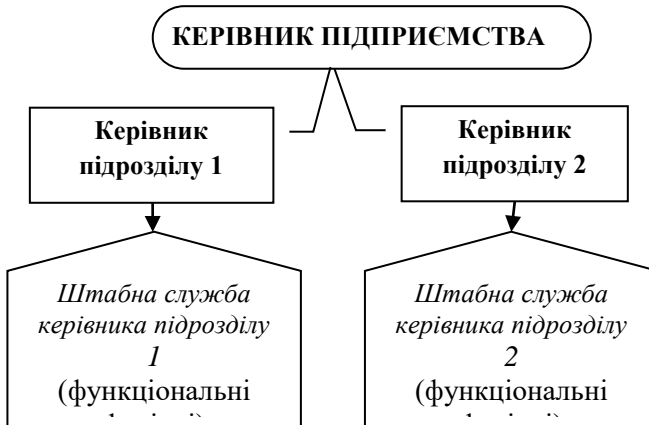 КЕРІВНИК ПІДПРИЄМСТВА
Керівник
підрозділу 1
Керівник
підрозділу 2
Штабна служба
керівника підрозділу
1
(функціональні
Штабна служба
керівника підрозділу
2
(функціональні